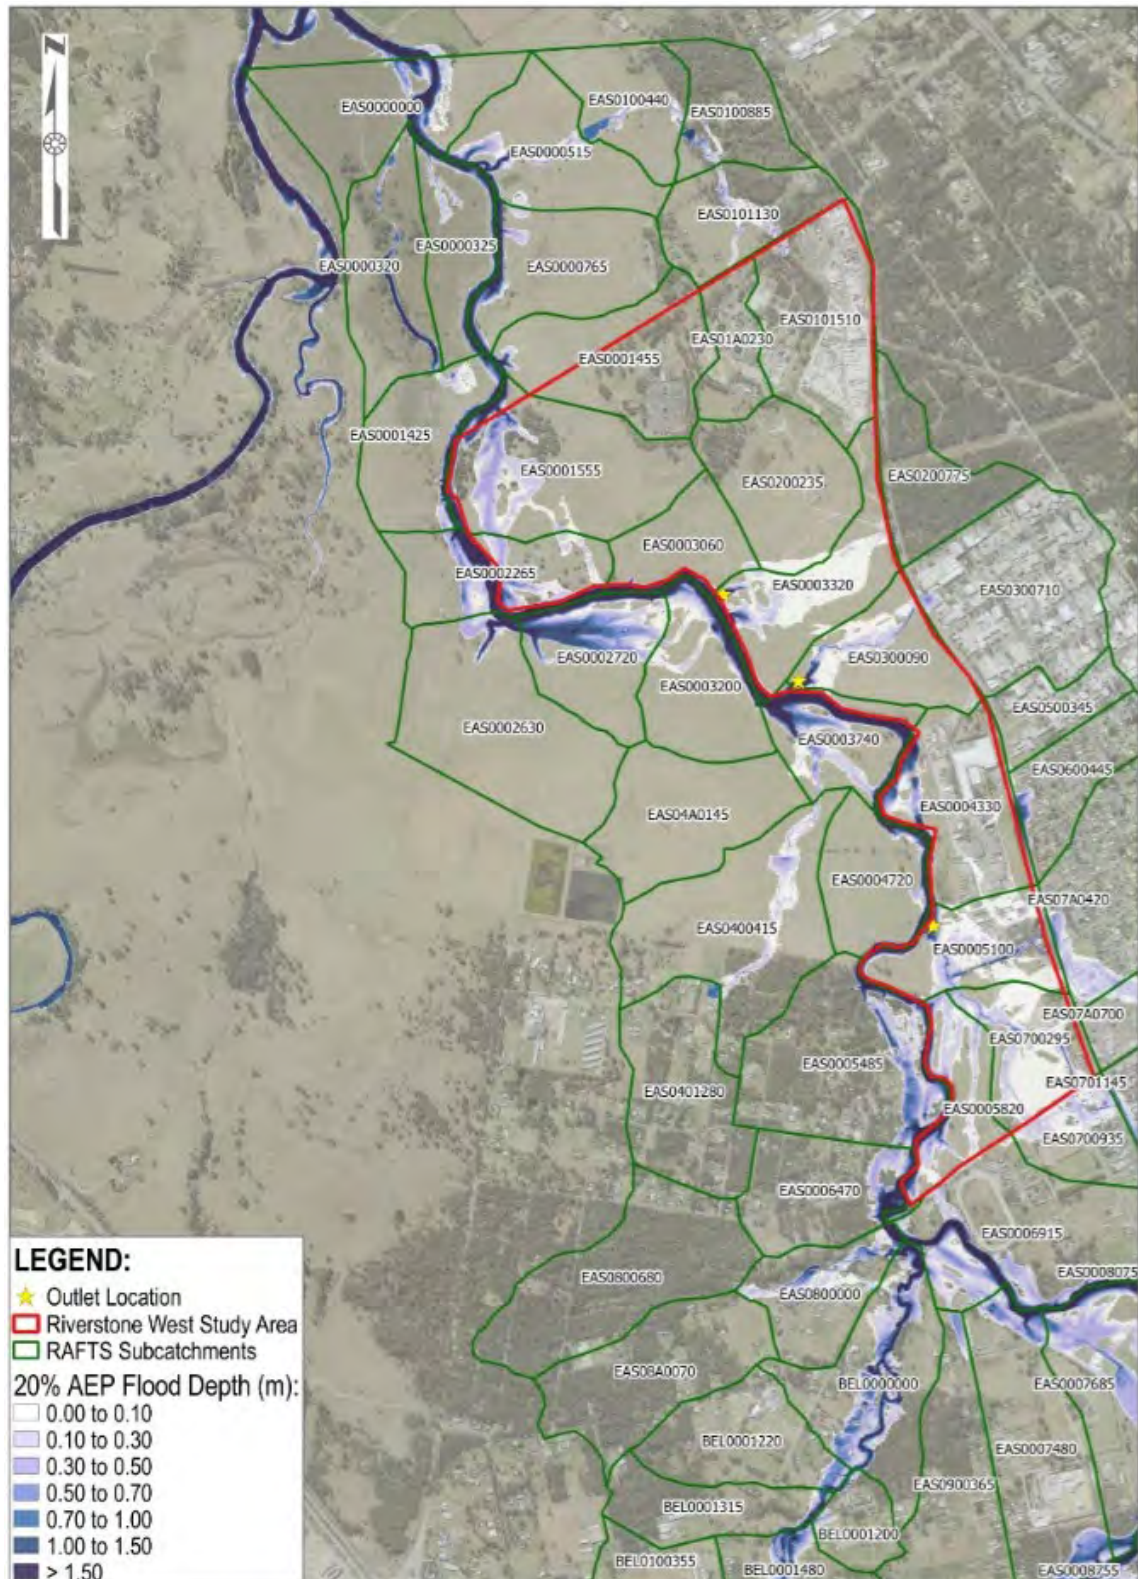 EAS0100440
EAS0000000
EAS0100885
EAS0000515
EAS0101130
EAS0000325
EAS0000320
EAS0000765
EAS0101510
EAS01A0230
EAS0001455
EAS0001425
EAS0001555
EAS0200775
EAS0200235
EAS0003060
EAS0002265
EAS0003320
EAS0300710
EAS0002720
EAS0300090
EAS0003200
EAS0500345
EAS0002630
EAS0003740
EAS0600445
EAS0004330
EAS04A0145
EAS0004720
EAS07A0420
EAS0400415
EAS0005100
EAS07A0700
EAS0700295
EAS0005485
EAS0701145
EAS0401280
EAS0005820
EAS0700935
EAS0006470
EAS0006915
EAS0008075
EAS0800680
EAS0800000
EAS08A0070
BEL0000000
EAS0007685
BEL0001220
EAS0007480
EAS0900365
BEL0001315
BEL0001200
BEL0100355
BEL0001480
EAS0008755
LEGEND:
Outlet Location
Riverstone West Study Area
RAFTS Subcatchments
20% AEP Flood Depth (m):
0.00 to 0.10
0.10 to 0.30
0.30 to 0.50
0.50 to 0.70
0.70 to 1.00
1.00 to 1.50
> 1.50